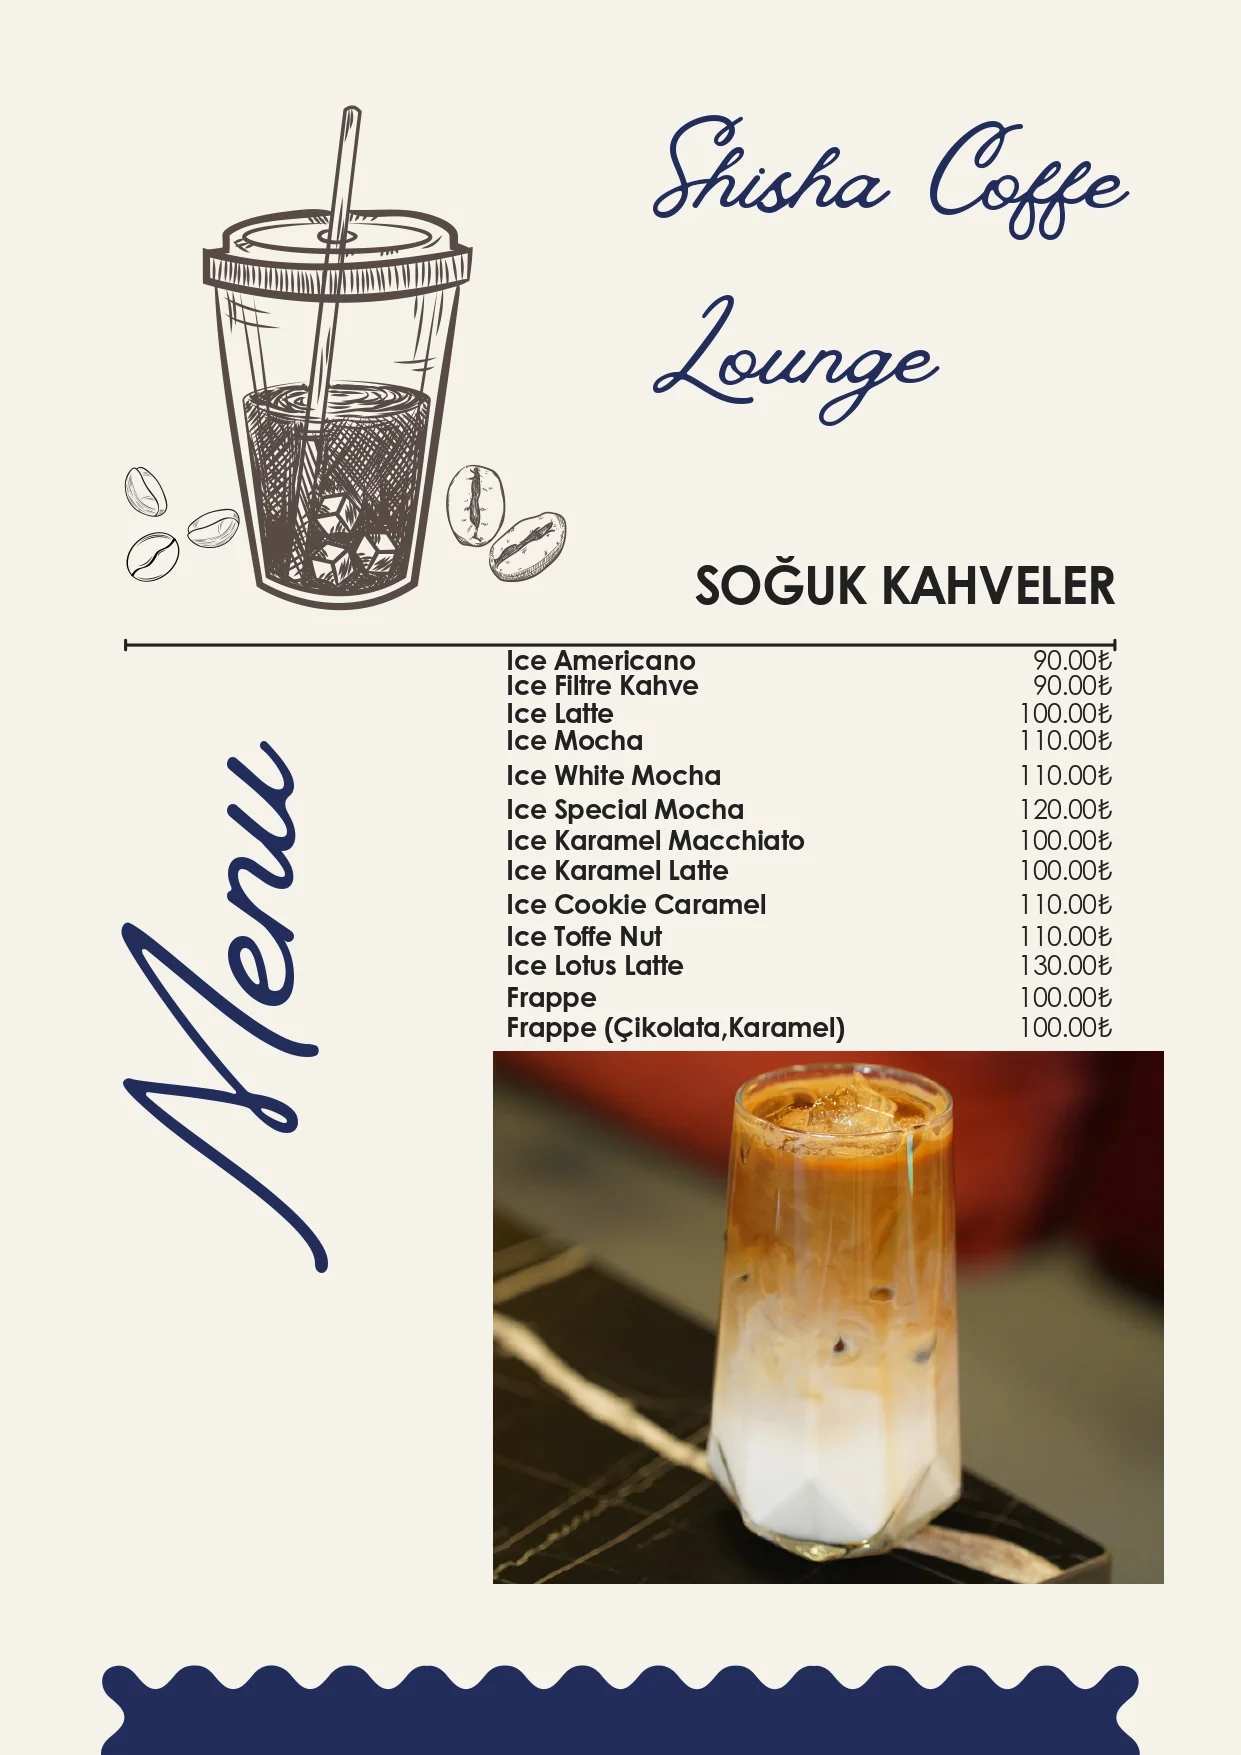 Shisha Coffe
Lounge
SOĞUK KAHVELER
Ice Americano 90.00₺
Ice Filtre Kahve 90.00₺
Ice Latte 100.00₺
Ice Mocha 110.00₺
Ice White Mocha 110.00₺
Ice Special Mocha 120.00₺
Ice Karamel Macchiato 100.00₺
Ice Karamel Latte 100.00₺
Ice Cookie Caramel 110.00₺
Ice Toffe Nut 110.00₺
Ice Lotus Latte 130.00₺
Frappe 100.00₺
Frappe (Çikolata,Karamel) 100.00₺
Menu